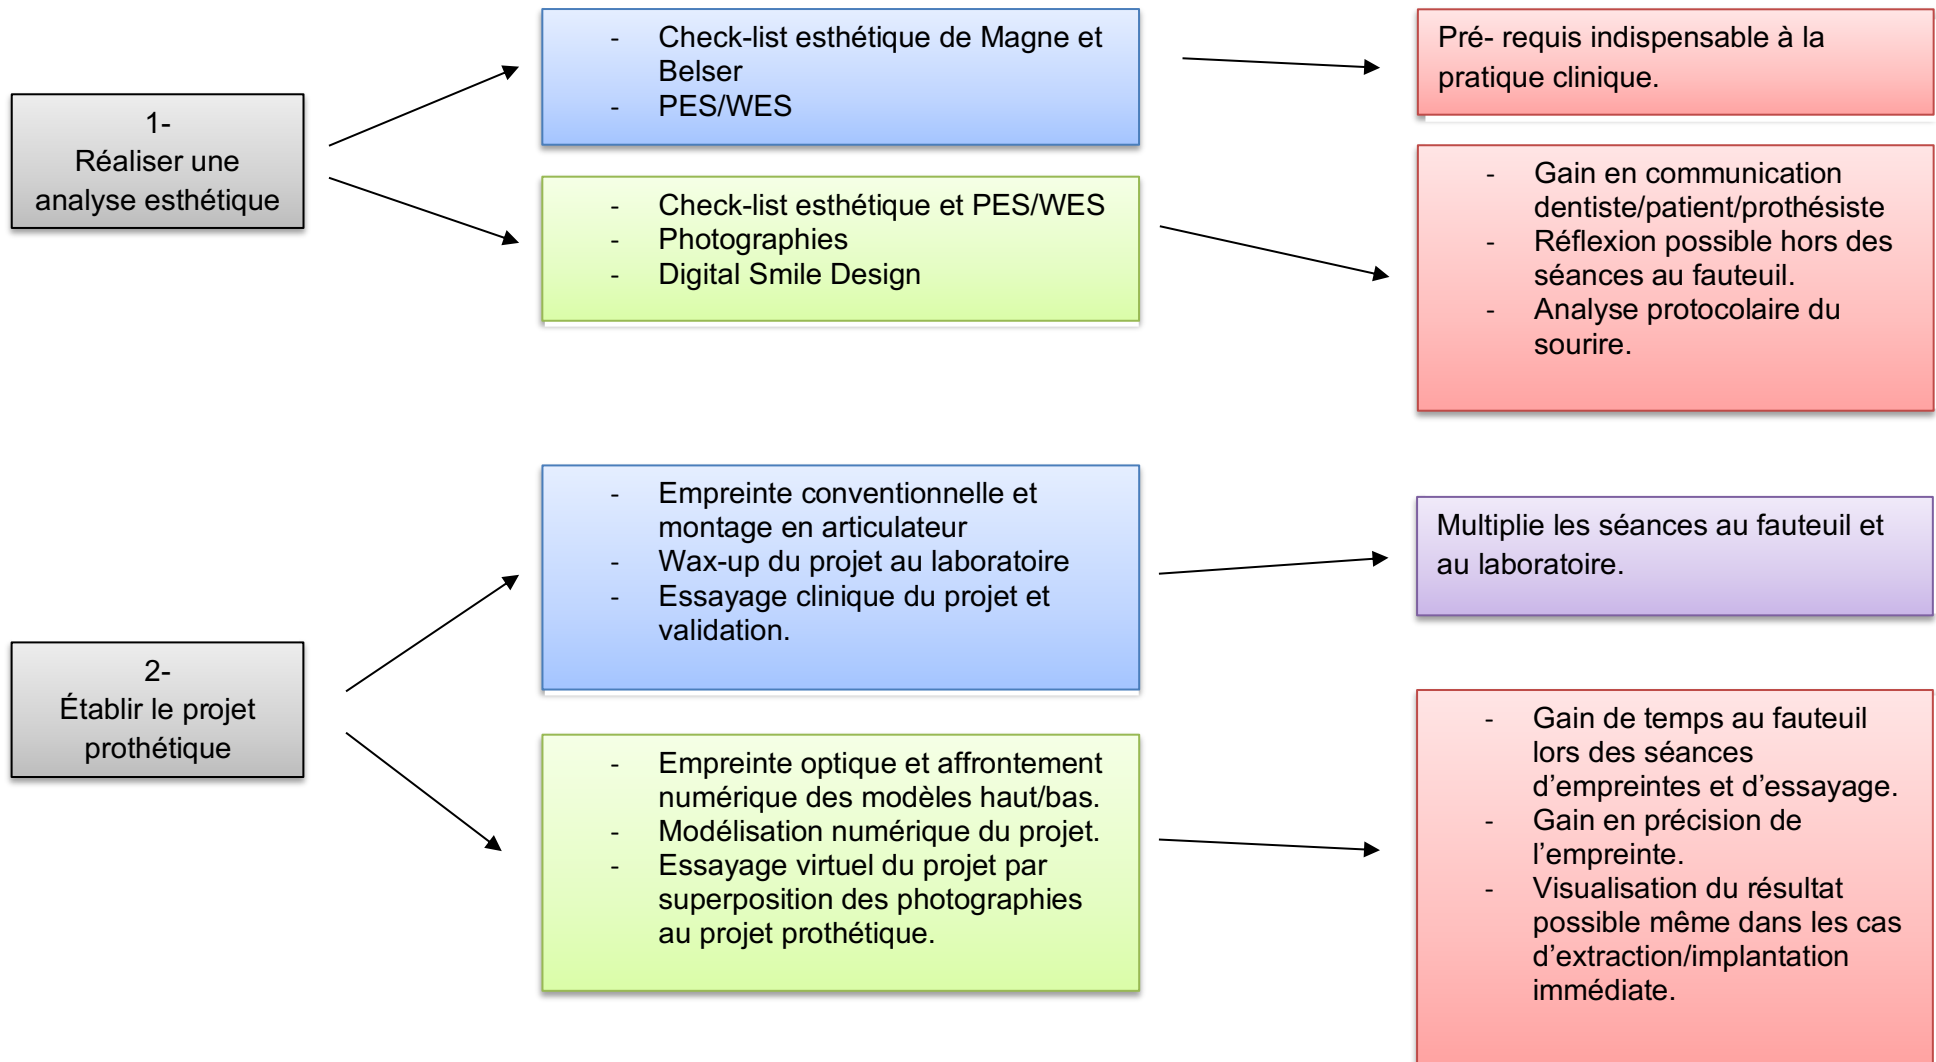 1-
Réaliser une
analyse esthétique
- Check-list esthétique de Magne et
Belser
- PES/WES
Pré- requis indispensable à la
pratique clinique.
- Check-list esthétique et PES/WES
- Photographies
- Digital Smile Design
- Gain en communication
dentiste/patient/prothésiste
- Réflexion possible hors des
séances au fauteuil.
- Analyse protocolaire du
sourire.
2-
Établir le projet
prothétique
- Empreinte conventionnelle et
montage en articulateur
- Wax-up du projet au laboratoire
- Essayage clinique du projet et
validation.
Multiplie les séances au fauteuil et
au laboratoire.
- Empreinte optique et affrontement
numérique des modèles haut/bas.
- Modélisation numérique du projet.
- Essayage virtuel du projet par
superposition des photographies
au projet prothétique.
- Gain de temps au fauteuil
lors des séances
d’empreintes et d’essayage.
- Gain en précision de
l’empreinte.
- Visualisation du résultat
possible même dans les cas
d’extraction/implantation
immédiate.